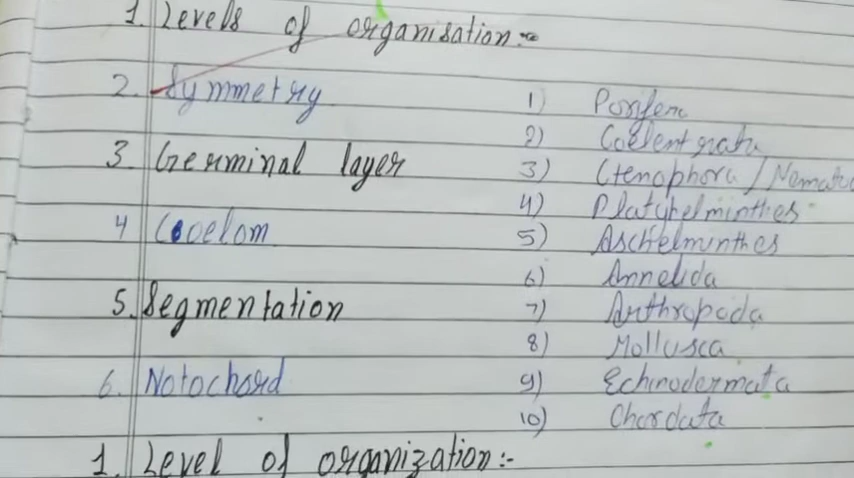 1. Levels of organisation:-
2. Symmetry
3 Germinal layer
4 Coelom
5. Segmentation
6. Notochord
1) Porifera
2)
3) Ctenophora /
4) Platyhelminthes
5) Aschelminthes
6) Annelida
7) Arthropoda
8) Mollusca
9) Echinodermata
10) Chordata
1. Level of organization:-